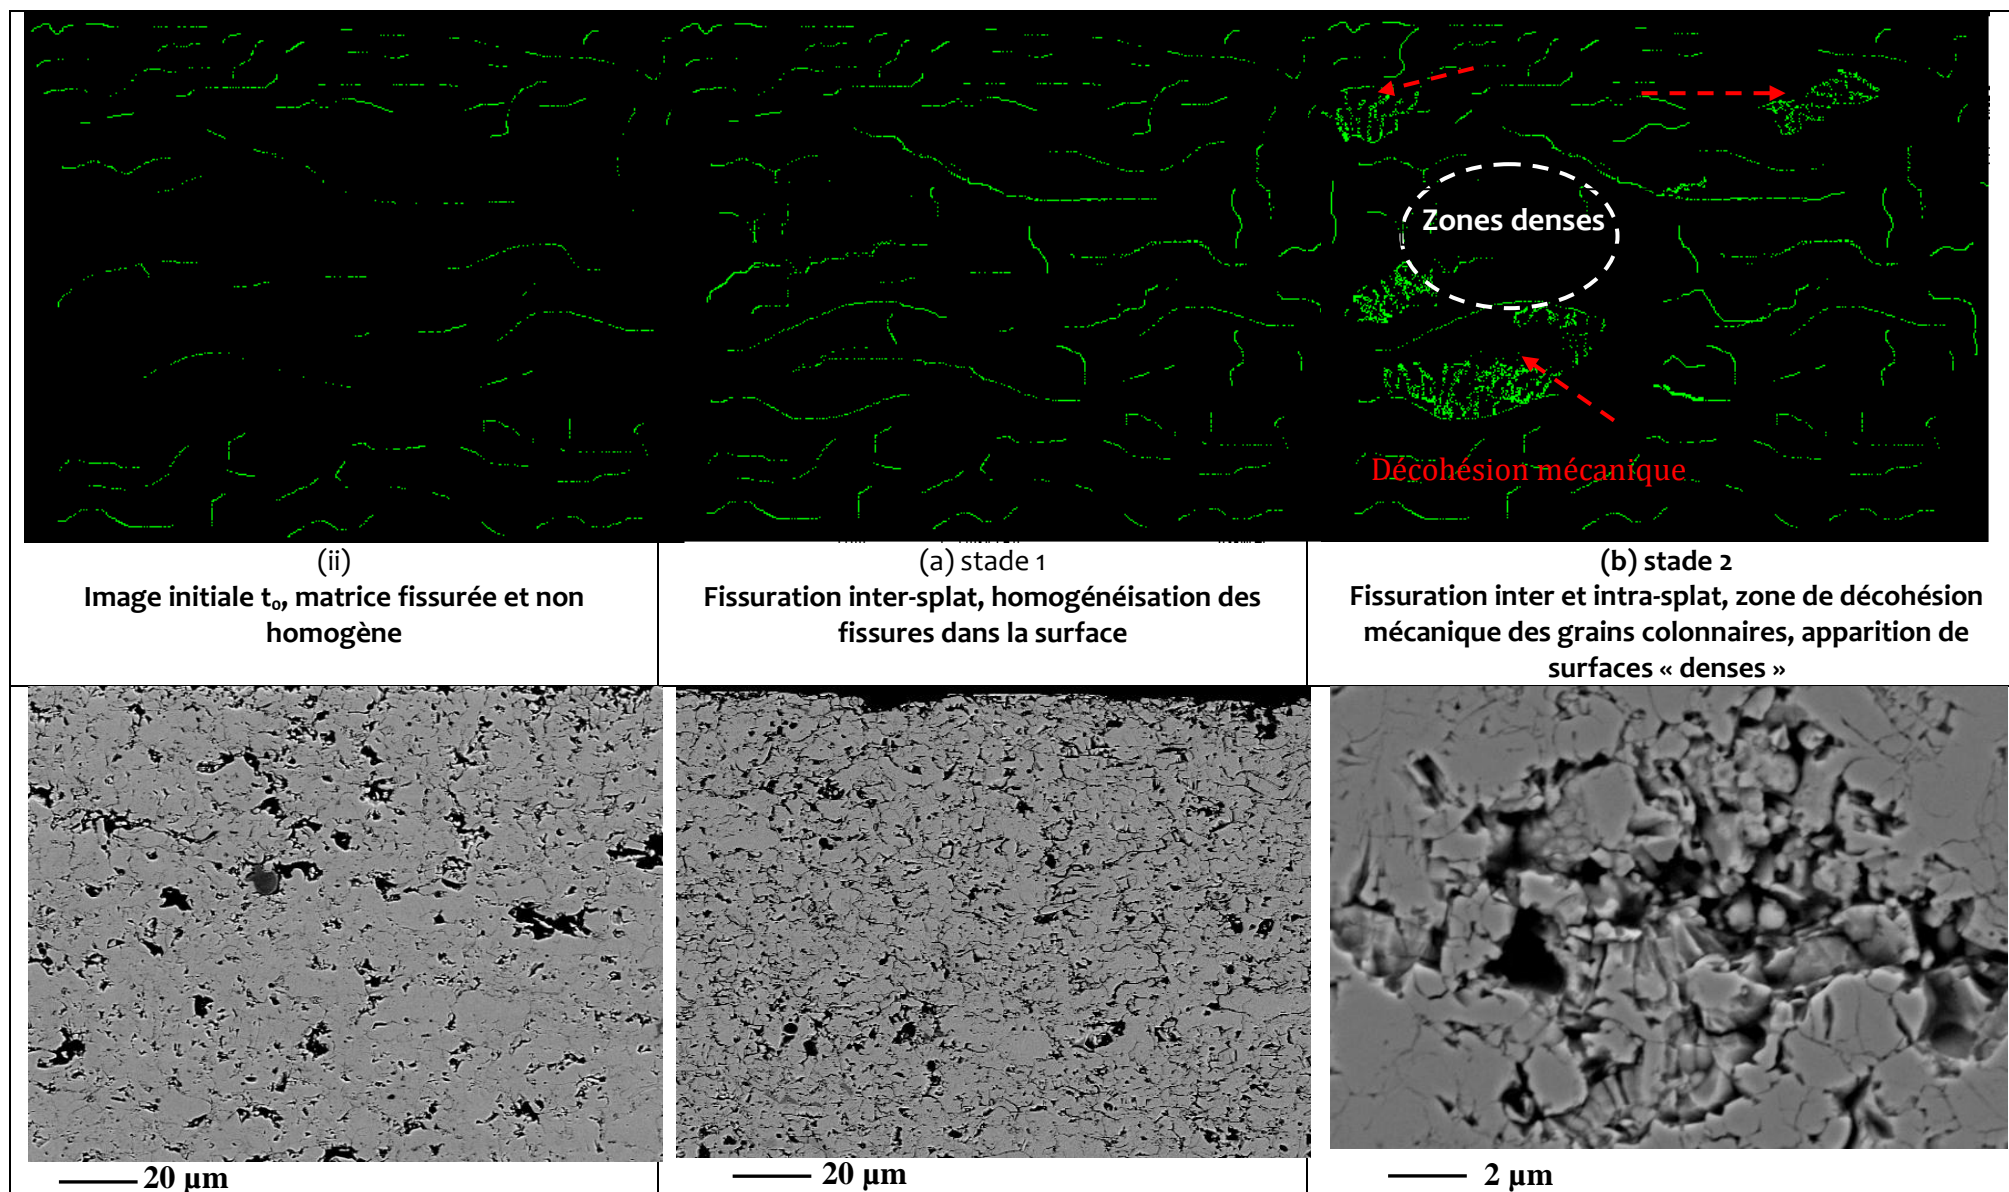 Zones denses
Décohésion mécanique
(ii)
Image initiale t₀, matrice fissurée et non
homogène
(a) stade 1
Fissuration inter-splat, homogénéisation des
fissures dans la surface
(b) stade 2
Fissuration inter et intra-splat, zone de décohésion
mécanique des grains colonnaires, apparition de
surfaces « denses »
20 µm
20 µm
2 µm